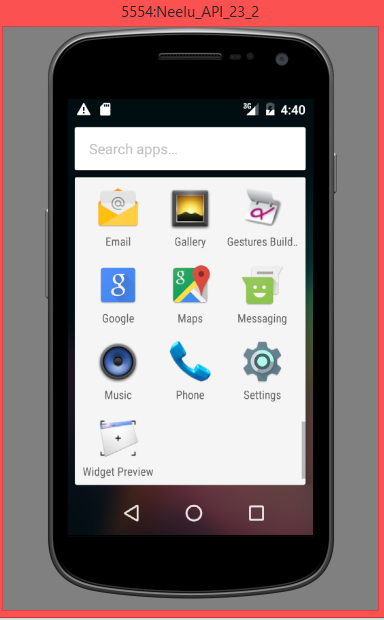 5554:Neelu_API_23_2
3G 4:40
Search apps...
Email Gallery Gestures Build..
Google Maps Messaging
Music Phone Settings
Widget Preview